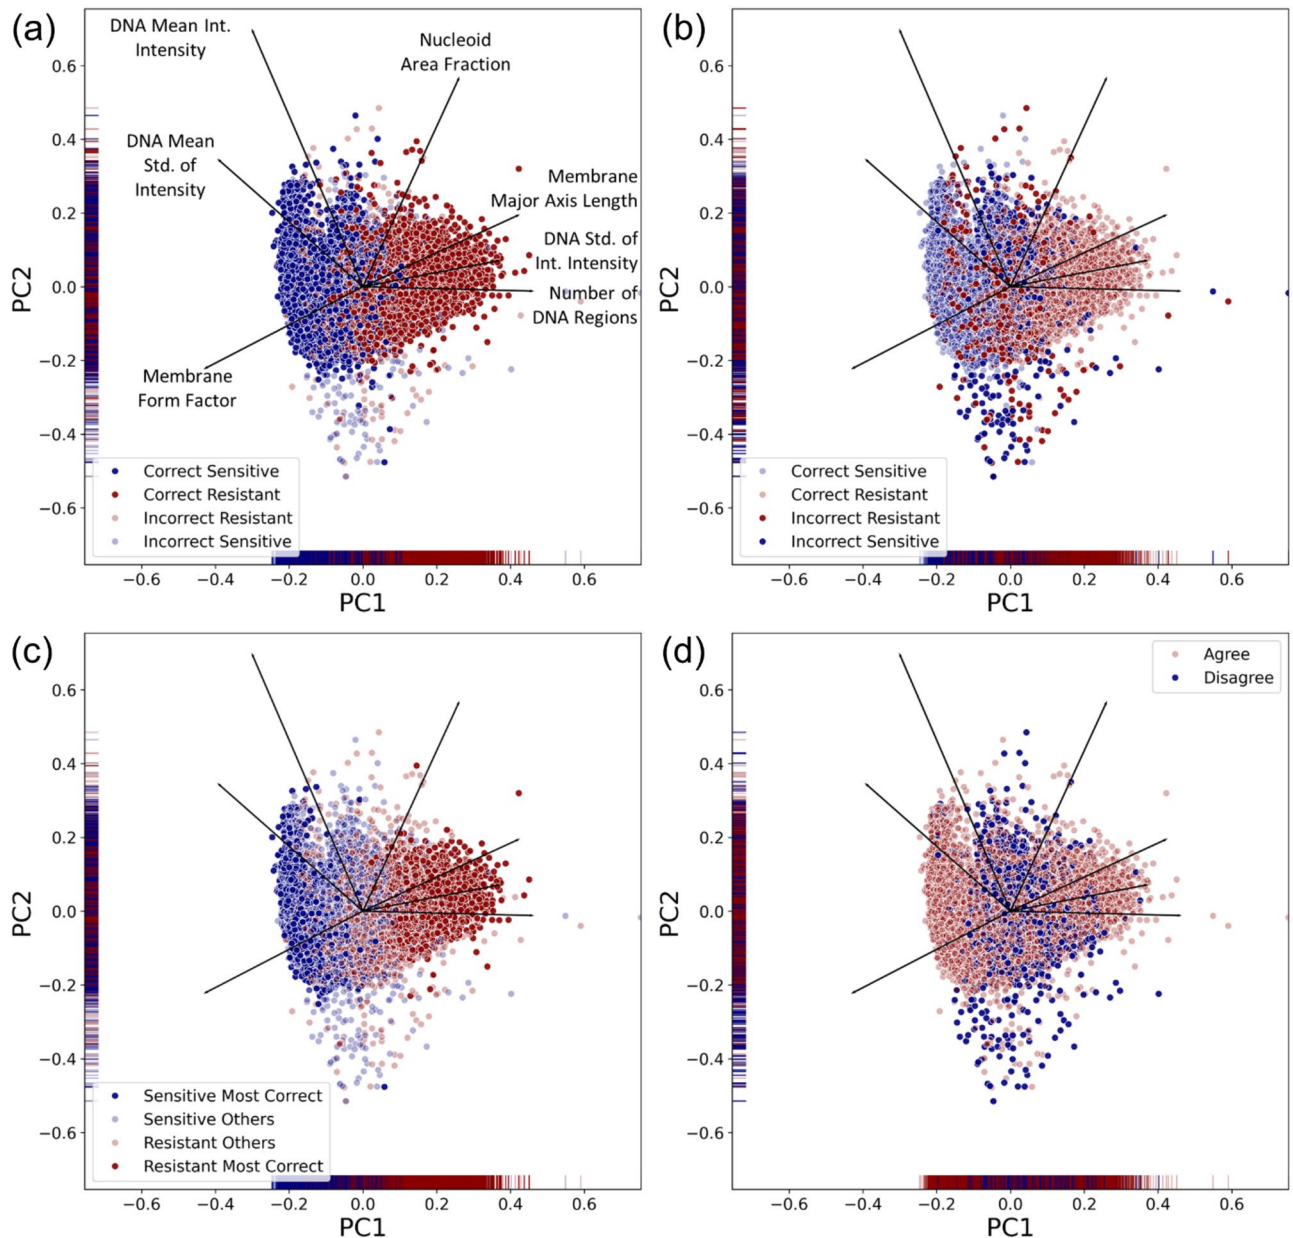 (a)
DNA Mean Int.
Intensity
Nucleoid
Area Fraction
DNA Mean
Std. of
Intensity
Membrane
Major Axis Length
DNA Std. of
Int. Intensity
Number of
DNA Regions
Membrane
Form Factor
PC2
0.6
0.4
0.2
0.0
−0.2
−0.4
−0.6
Correct Sensitive
Correct Resistant
Incorrect Resistant
Incorrect Sensitive
−0.6 −0.4 −0.2 0.0 0.2 0.4 0.6
PC1
(b)
PC2
0.6
0.4
0.2
0.0
−0.2
−0.4
−0.6
Correct Sensitive
Correct Resistant
Incorrect Resistant
Incorrect Sensitive
−0.6 −0.4 −0.2 0.0 0.2 0.4 0.6
PC1
(c)
PC2
0.6
0.4
0.2
0.0
−0.2
−0.4
−0.6
Sensitive Most Correct
Sensitive Others
Resistant Others
Resistant Most Correct
−0.6 −0.4 −0.2 0.0 0.2 0.4 0.6
PC1
(d)
Agree
Disagree
PC2
0.6
0.4
0.2
0.0
−0.2
−0.4
−0.6
−0.6 −0.4 −0.2 0.0 0.2 0.4 0.6
PC1